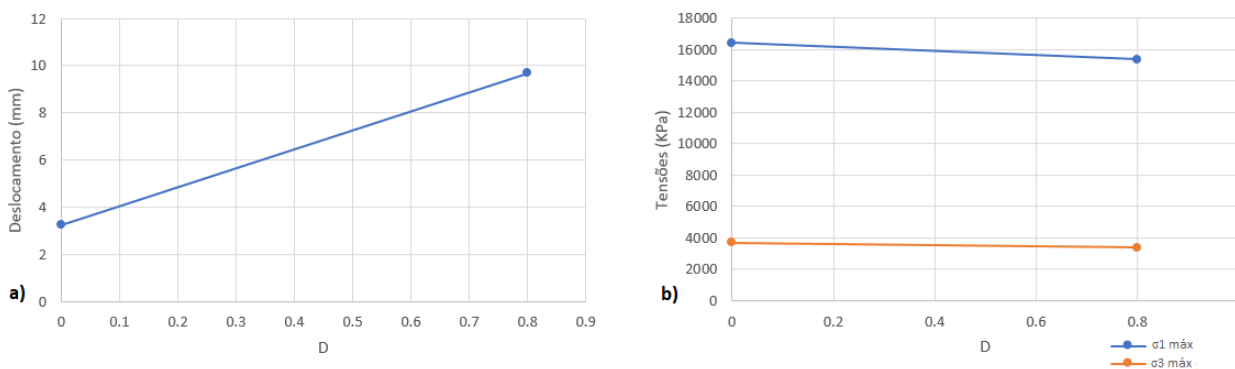 12
10
8
6
4
2
0
Deslocamento (mm)
0 0.1 0.2 0.3 0.4 0.5 0.6 0.7 0.8 0.9
D
a)
18000
16000
14000
12000
10000
8000
6000
4000
2000
0
Tensões (KPa)
0 0.2 0.4 0.6 0.8
D
b)
σ1 máx
σ3 máx